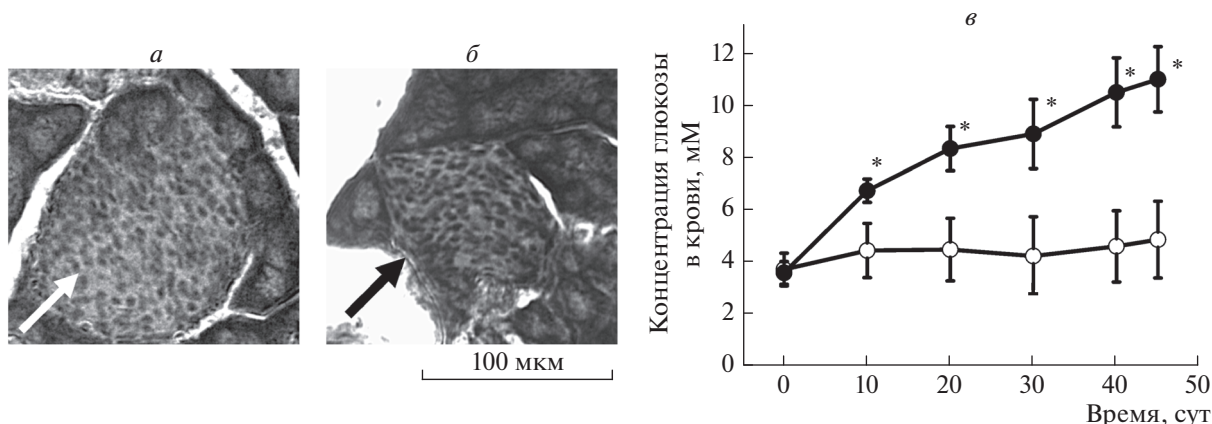 а
б
100 мкм
в
Концентрация глюкозы
в крови, мМ
12
10
8
6
4
2
0
*
*
*
*
*
0 10 20 30 40 50
Время, сут